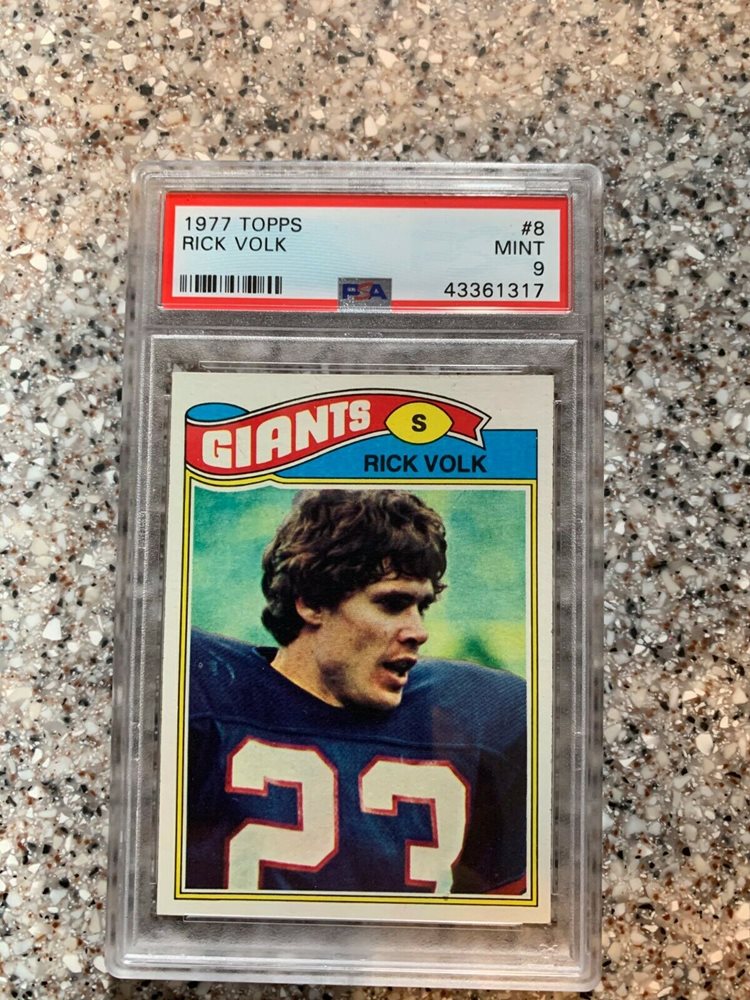 1977 TOPPS #8
RICK VOLK MINT
9
PSA 43361317
GIANTS S
RICK VOLK
23